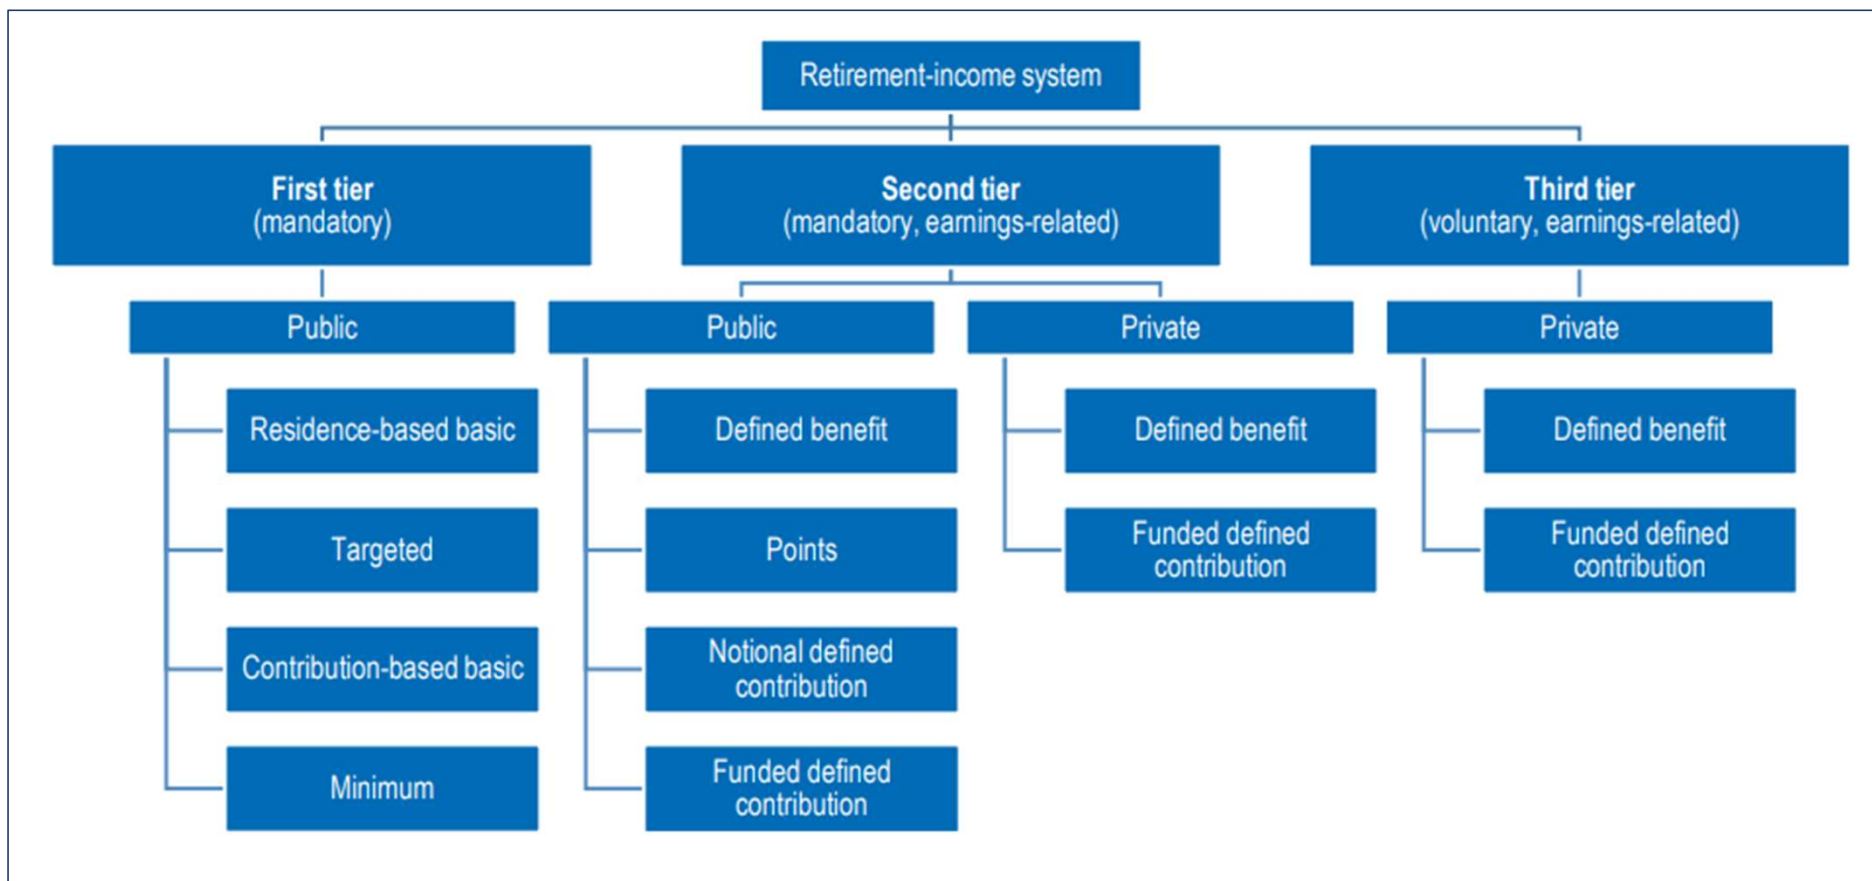 Retirement-income system
First tier
(mandatory)
Second tier
(mandatory, earnings-related)
Third tier
(voluntary, earnings-related)
Public
Public
Private
Private
Residence-based basic
Defined benefit
Defined benefit
Defined benefit
Targeted
Points
Funded defined
contribution
Funded defined
contribution
Contribution-based basic
Notional defined
contribution
Minimum
Funded defined
contribution